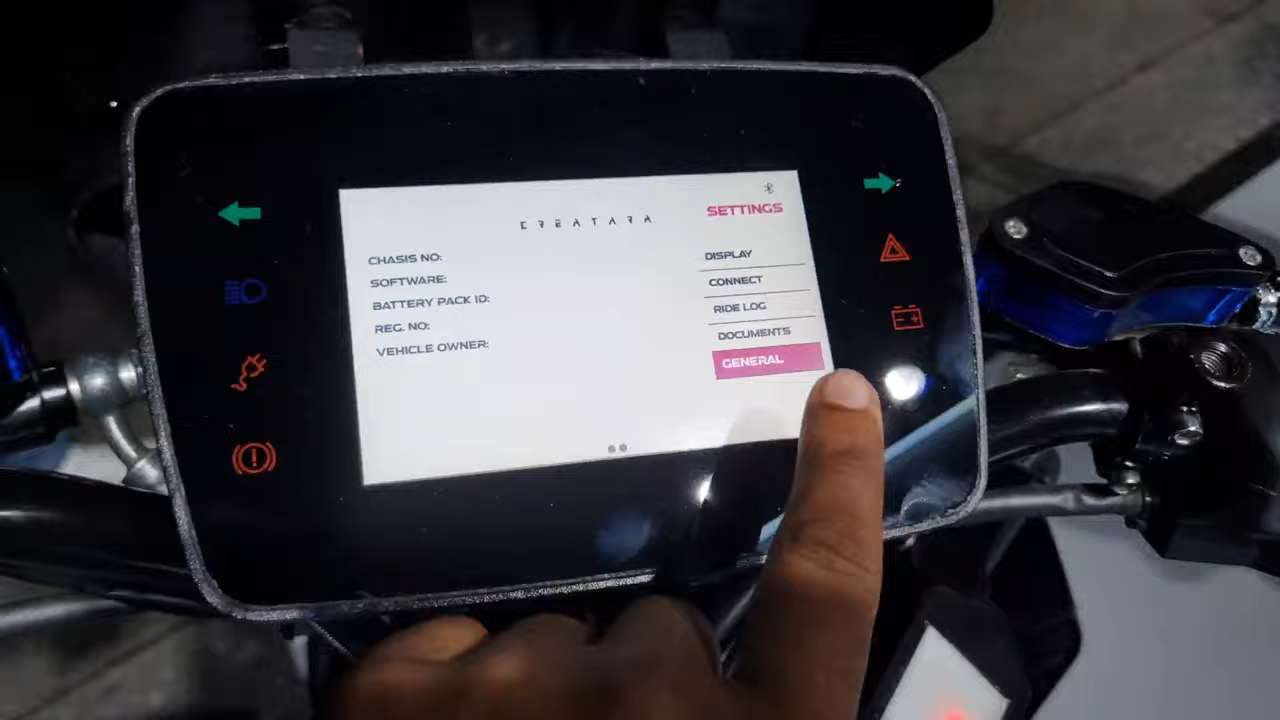 CREATARA
SETTINGS
CHASIS NO:
SOFTWARE:
BATTERY PACK ID:
REG. NO:
VEHICLE OWNER:
DISPLAY
CONNECT
RIDE LOG
DOCUMENTS
GENERAL